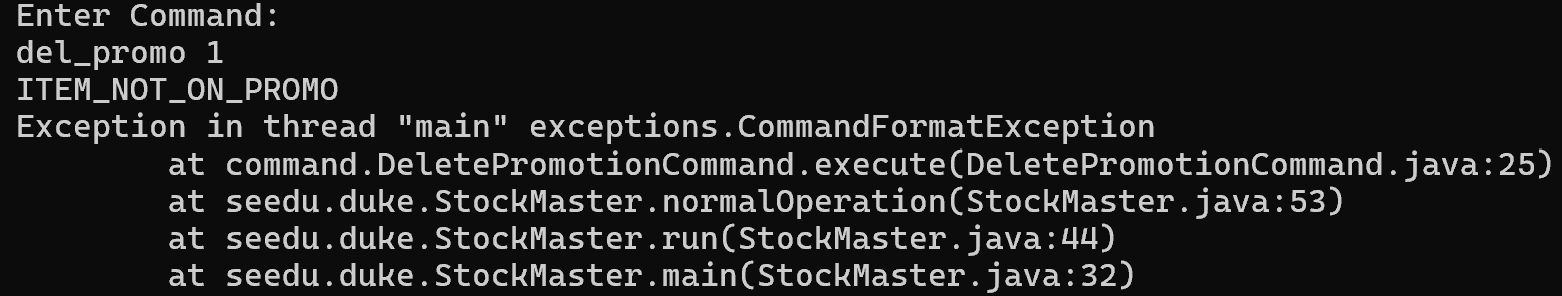 Enter Command:
del_promo 1
ITEM_NOT_ON_PROMO
Exception in thread "main" exceptions.CommandFormatException
        at command.DeletePromotionCommand.execute(DeletePromotionCommand.java:25)
        at seedu.duke.StockMaster.normalOperation(StockMaster.java:53)
        at seedu.duke.StockMaster.run(StockMaster.java:44)
        at seedu.duke.StockMaster.main(StockMaster.java:32)